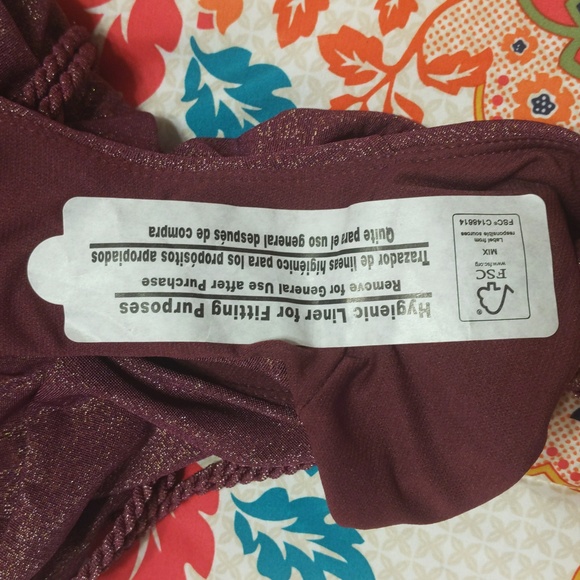 Hygienic Liner for Fitting Purposes
Remove for General Use after Purchase
Trazador de líneas higiénico para los propósitos apropiados
Quite para el uso general después de compra
®
FSC
www.fsc.org
MIX
Label from
responsible sources
FSC® C148614